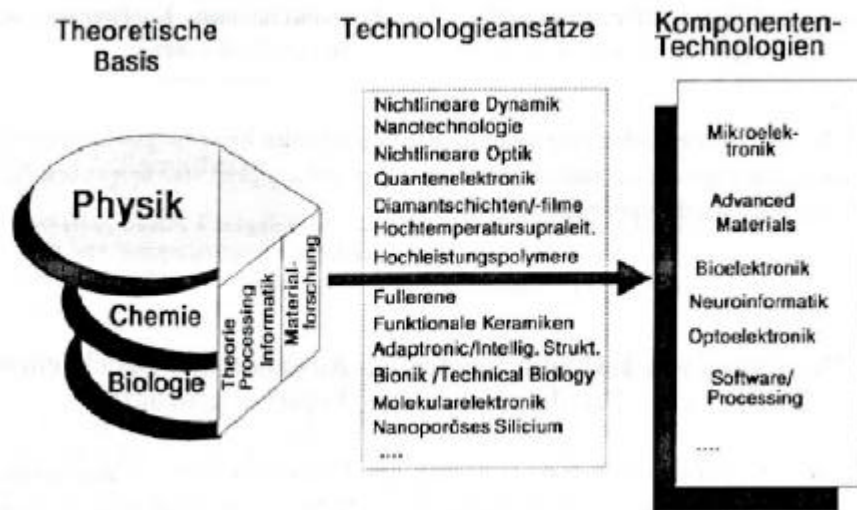 Theoretische
Basis
Physik
Chemie
Biologie
Theorie
Processing
Informatik
Material-
forschung
Technologieansätze
Nichtlineare Dynamik
Nanotechnologie
Nichtlineare Optik
Quantenelektronik
Diamantschichten/-filme
Hochtemperatursupraleit.
Hochleistungspolymere
Fullerene
Funktionale Keramiken
Adaptronic/Intellig. Strukt.
Bionik /Technical Biology
Molekularelektronik
Nanoporöses Silicium
....
Komponenten-
Technologien
Mikroelek-
tronik
Advanced
Materials
Bioelektronik
Neuroinformatik
Optoelektronik
Software/
Processing
....